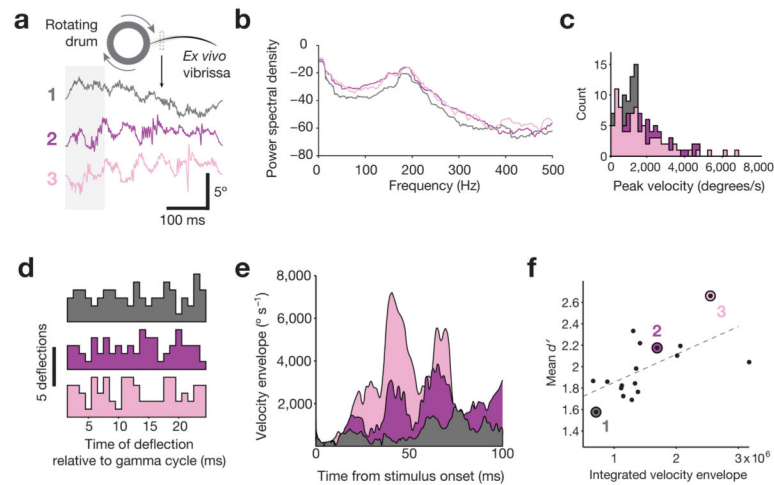 a
Rotating
drum
Ex vivo
vibrissa
1
2
3
5º
100 ms
b
Power spectral density
0
−20
−40
−60
−80
0 100 200 300 400 500
Frequency (Hz)
c
Count
15
10
5
0
0 2,000 4,000 6,000 8,000
Peak velocity (degrees/s)
d
5 deflections
5 10 15 20
Time of deflection
relative to gamma cycle (ms)
e
Velocity envelope (º s⁻¹)
8,000
6,000
4,000
2,000
0 50 100
Time from stimulus onset (ms)
f
Mean d′
2.6
2.4
2.2
2.0
1.8
1.6
1.4
3
2
1
1 2 3 x 10⁶
Integrated velocity envelope